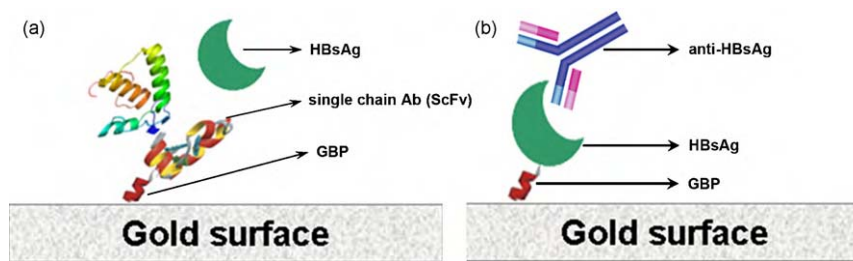 (a)
HBsAg
single chain Ab (ScFv)
GBP
Gold surface
(b)
anti-HBsAg
HBsAg
GBP
Gold surface